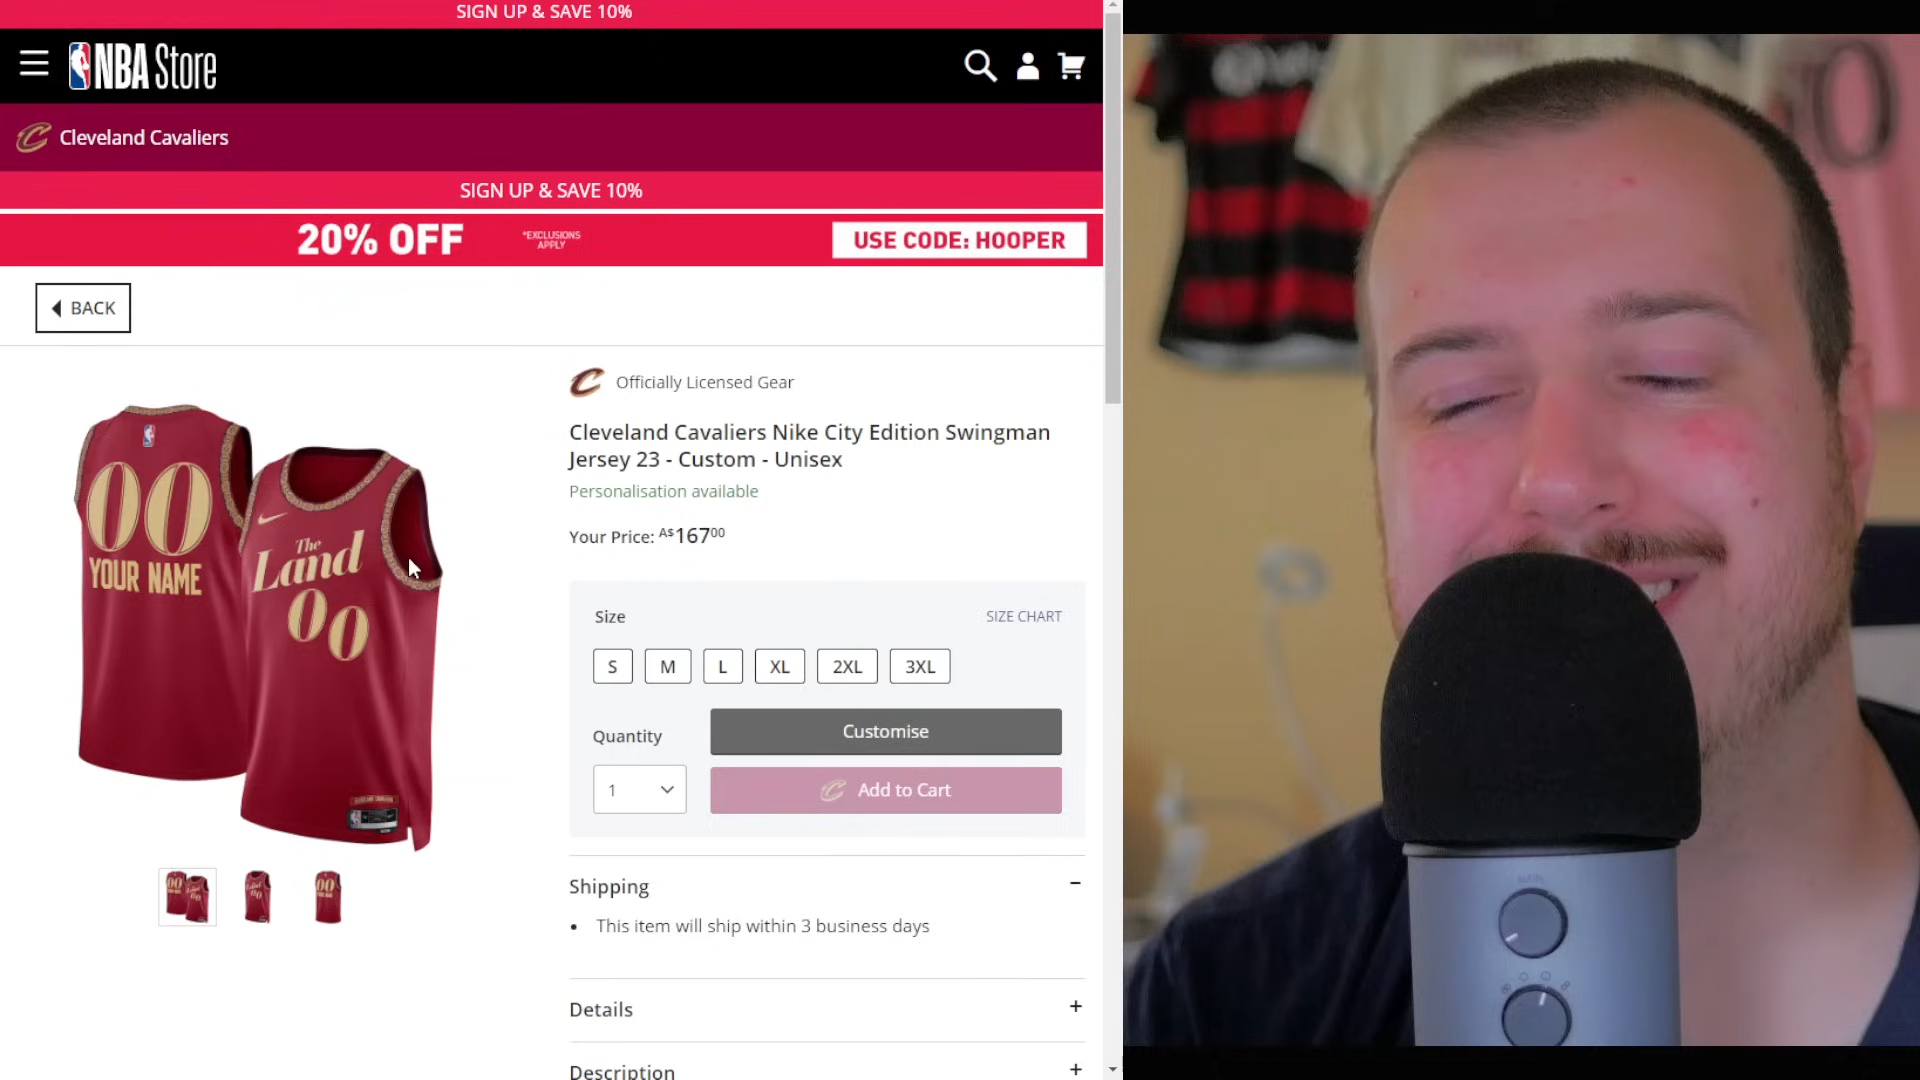 SIGN UP & SAVE 10%
NBA Store
Cleveland Cavaliers
SIGN UP & SAVE 10%
20% OFF
*EXCLUSIONS
APPLY
USE CODE: HOOPER
BACK
Officially Licensed Gear
Cleveland Cavaliers Nike City Edition Swingman
Jersey 23 - Custom - Unisex
Personalisation available
Your Price: A$16700
00
YOUR NAME
The
Land
00
Size
SIZE CHART
S M L XL 2XL 3XL
Quantity
Customise
1
Add to Cart
Shipping
This item will ship within 3 business days
Details
Description